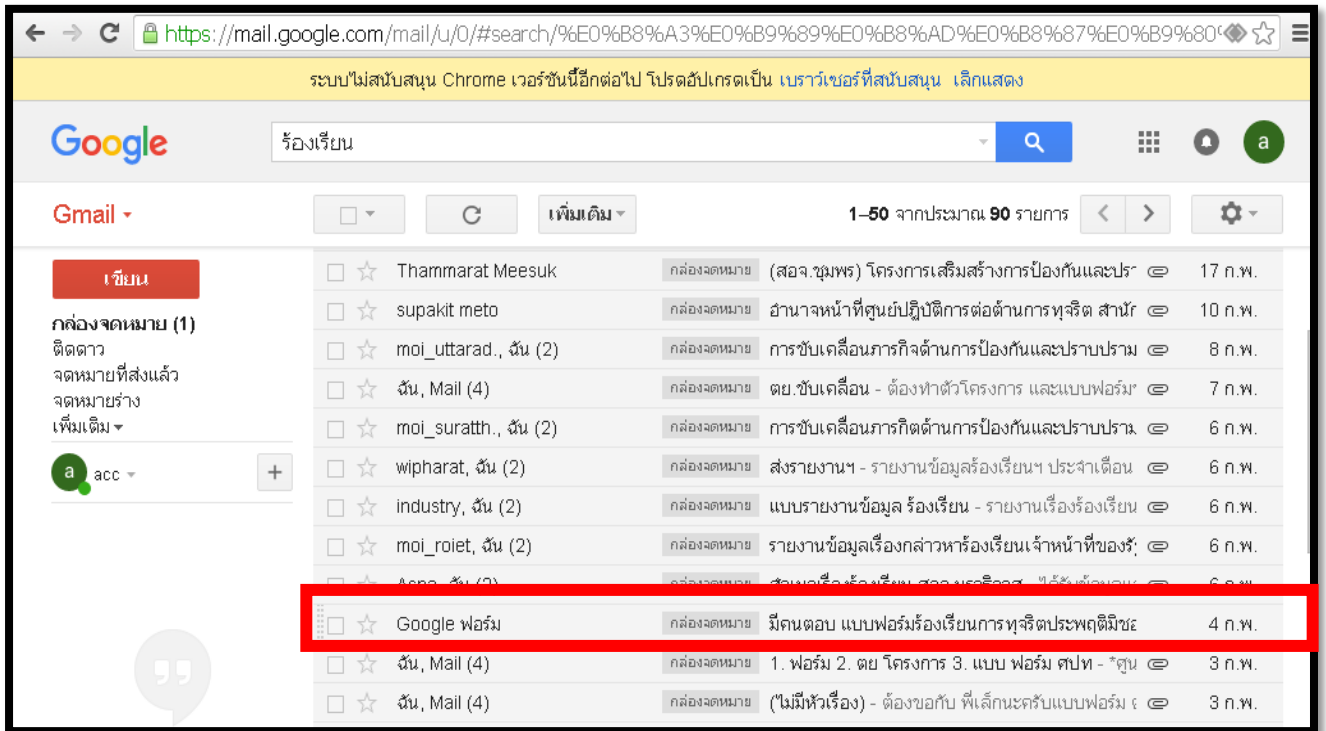 https://mail.google.com/mail/u/0/#search/%E0%B8%A3%E0%B9%89%E0%B8%AD%E0%B8%87%E0%B9%80
ระบบไม่สนับสนุน Chrome เวอร์ชันนี้อีกต่อไป โปรดอัปเกรดเป็น เบราว์เซอร์ที่สนับสนุน เลิกแสดง
Google ร้องเรียน a
Gmail เพิ่มเติม 1–50 จากประมาณ 90 รายการ
เขียน
กล่องจดหมาย (1)
ติดดาว
จดหมายที่ส่งแล้ว
จดหมายร่าง
เพิ่มเติม
a acc +
Thammarat Meesuk กล่องจดหมาย (สอจ.ชุมพร) โครงการเสริมสร้างการป้องกันและปรา 17 ก.พ.
supakit meto กล่องจดหมาย อำนาจหน้าที่ศูนย์ปฏิบัติการต่อต้านการทุจริต 10 ก.พ.
moi_uttarad., ฉัน (2) กล่องจดหมาย การขับเคลื่อนภารกิจด้านการป้องกันและปราบปราม 8 ก.พ.
ฉัน, Mail (4) กล่องจดหมาย ตย.ขับเคลื่อน - ต้องทำตัวโครงการ และแบบฟอร์ม 7 ก.พ.
moi_suratth., ฉัน (2) กล่องจดหมาย การขับเคลื่อนภารกิตด้านการป้องกันและปราบปราม 6 ก.พ.
wipharat, ฉัน (2) กล่องจดหมาย ส่งรายงานฯ - รายงานข้อมูลร้องเรียนฯ ประจำเดือน 6 ก.พ.
industry, ฉัน (2) กล่องจดหมาย แบบรายงานข้อมูล ร้องเรียน - รายงานเรื่องร้องเรียน 6 ก.พ.
moi_roiet, ฉัน (2) กล่องจดหมาย รายงานข้อมูลเรื่องกล่าวหาร้องเรียนเจ้าหน้าที่ของรั 6 ก.พ.
Google ฟอร์ม กล่องจดหมาย มีคนตอบ แบบฟอร์มร้องเรียนการทุจริตประพฤติมิชอ 4 ก.พ.
ฉัน, Mail (4) กล่องจดหมาย 1. ฟอร์ม 2. ตย โครงการ 3. แบบ ฟอร์ม ศปท - *ศูน 3 ก.พ.
ฉัน, Mail (4) กล่องจดหมาย (ไม่มีหัวเรื่อง) - ต้องขอกับ พี่เล็กนะครับแบบฟอร์ม 3 ก.พ.